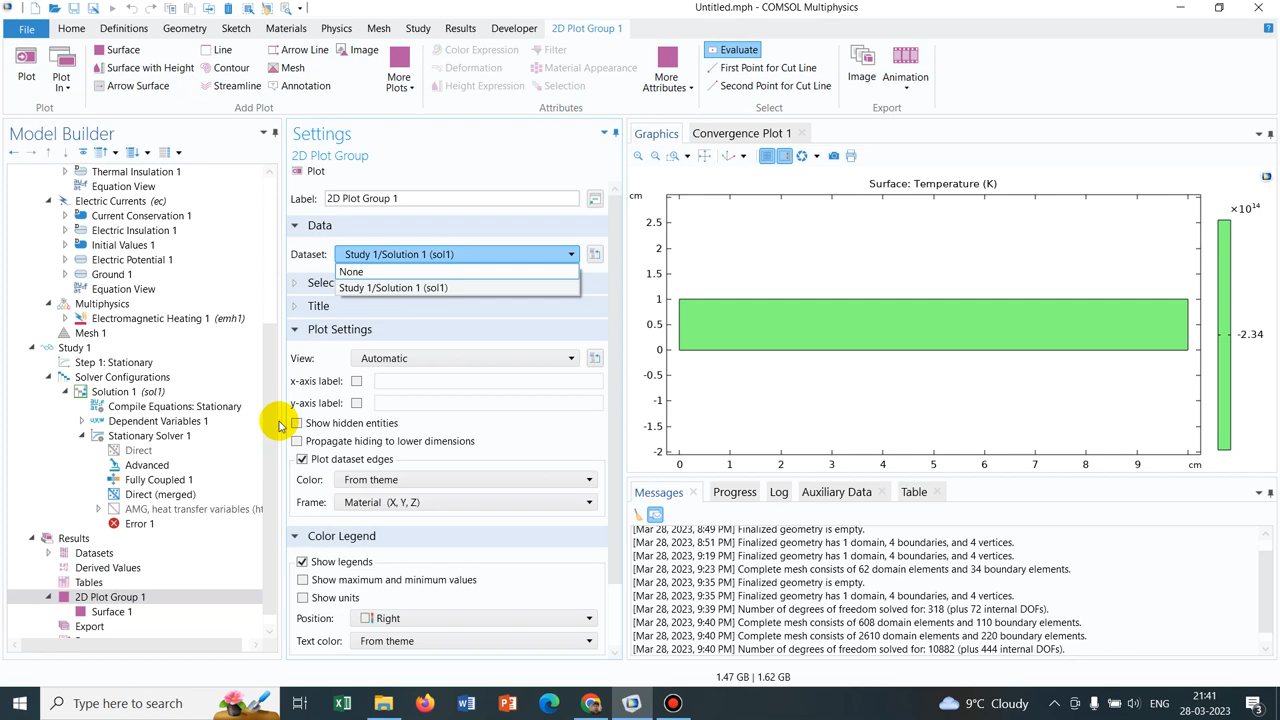 Untitled.mph - COMSOL Multiphysics
File Home Definitions Geometry Sketch Materials Physics Mesh Study Results Developer 2D Plot Group 1
Surface Line Arrow Line Image Color Expression Filter Evaluate
Surface with Height Contour Mesh Deformation Material Appearance First Point for Cut Line
Arrow Surface Streamline Annotation Height Expression Selection Second Point for Cut Line
Plot Plot In More Plots More Attributes Image Animation
Plot Add Plot Attributes Select Export
Model Builder
Thermal Insulation 1
Equation View
Electric Currents (ec)
Current Conservation 1
Electric Insulation 1
Initial Values 1
Electric Potential 1
Ground 1
Equation View
Multiphysics
Electromagnetic Heating 1 (emh1)
Mesh 1
Study 1
Step 1: Stationary
Solver Configurations
Solution 1 (sol1)
Compile Equations: Stationary
Dependent Variables 1
Stationary Solver 1
Direct
Advanced
Fully Coupled 1
Direct (merged)
AMG, heat transfer variables (ht
Error 1
Results
Datasets
Derived Values
Tables
2D Plot Group 1
Surface 1
Export
Settings
2D Plot Group
Plot
Label: 2D Plot Group 1
Data
Dataset: Study 1/Solution 1 (sol1)
None
Study 1/Solution 1 (sol1)
Selec
Title
Plot Settings
View: Automatic
x-axis label:
y-axis label:
Show hidden entities
Propagate hiding to lower dimensions
Plot dataset edges
Color: From theme
Frame: Material (X, Y, Z)
Color Legend
Show legends
Show maximum and minimum values
Show units
Position: Right
Text color: From theme
Graphics Convergence Plot 1
Surface: Temperature (K)
cm
×10¹⁴
2.5
2
1.5
1
0.5
0
-0.5
-1
-1.5
-2
-2.34
0 1 2 3 4 5 6 7 8 9 cm
Messages Progress Log Auxiliary Data Table
[Mar 28, 2023, 8:49 PM] Finalized geometry is empty.
[Mar 28, 2023, 8:51 PM] Finalized geometry has 1 domain, 4 boundaries, and 4 vertices.
[Mar 28, 2023, 9:19 PM] Finalized geometry has 1 domain, 4 boundaries, and 4 vertices.
[Mar 28, 2023, 9:23 PM] Complete mesh consists of 62 domain elements and 34 boundary elements.
[Mar 28, 2023, 9:35 PM] Finalized geometry is empty.
[Mar 28, 2023, 9:35 PM] Finalized geometry has 1 domain, 4 boundaries, and 4 vertices.
[Mar 28, 2023, 9:39 PM] Number of degrees of freedom solved for: 318 (plus 72 internal DOFs).
[Mar 28, 2023, 9:40 PM] Complete mesh consists of 608 domain elements and 110 boundary elements.
[Mar 28, 2023, 9:40 PM] Complete mesh consists of 2610 domain elements and 220 boundary elements.
[Mar 28, 2023, 9:40 PM] Number of degrees of freedom solved for: 10882 (plus 444 internal DOFs).
1.47 GB | 1.62 GB
Type here to search
9°C Cloudy
ENG
21:41
28-03-2023
3